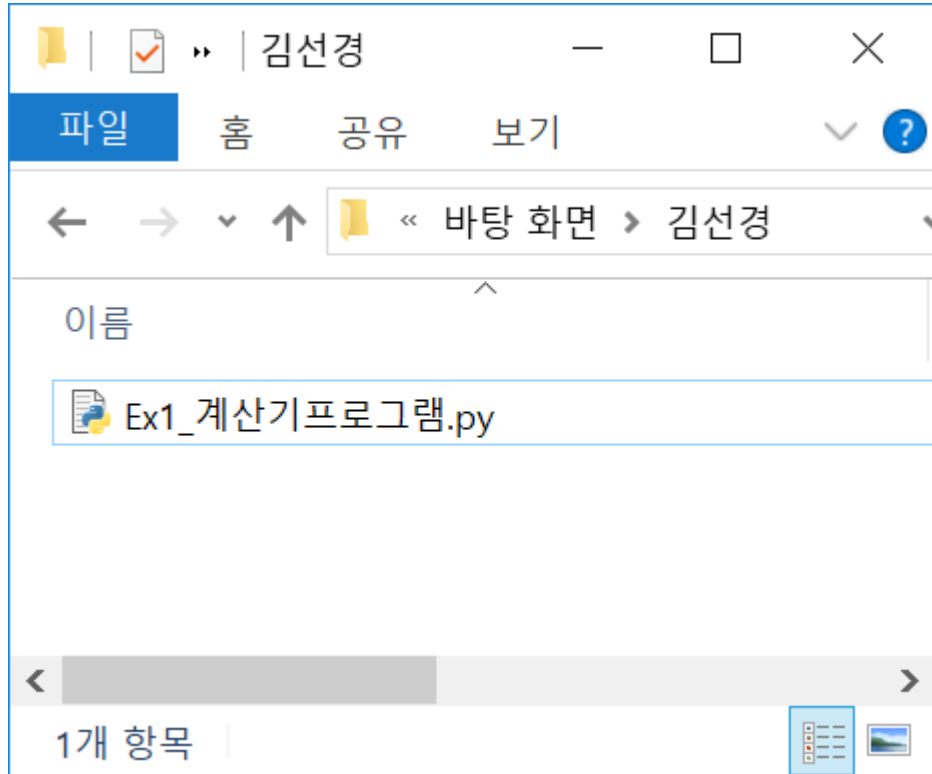 김선경
파일 홈 공유 보기 ?
« 바탕 화면 > 김선경
이름
Ex1_계산기프로그램.py
1개 항목